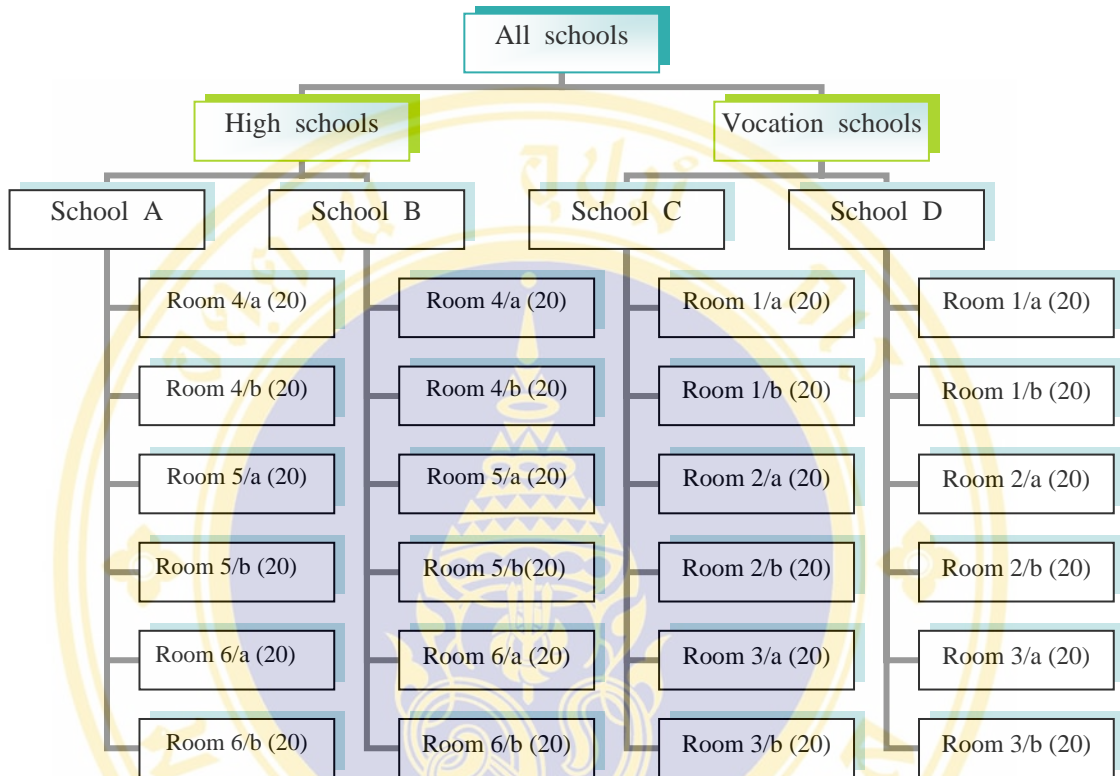 All schools
High schools
Vocation schools
School A
School B
School C
School D
Room 4/a (20)
Room 4/a (20)
Room 1/a (20)
Room 1/a (20)
Room 4/b (20)
Room 4/b (20)
Room 1/b (20)
Room 1/b (20)
Room 5/a (20)
Room 5/a (20)
Room 2/a (20)
Room 2/a (20)
Room 5/b (20)
Room 5/b(20)
Room 2/b (20)
Room 2/b (20)
Room 6/a (20)
Room 6/a (20)
Room 3/a (20)
Room 3/a (20)
Room 6/b (20)
Room 6/b (20)
Room 3/b (20)
Room 3/b (20)